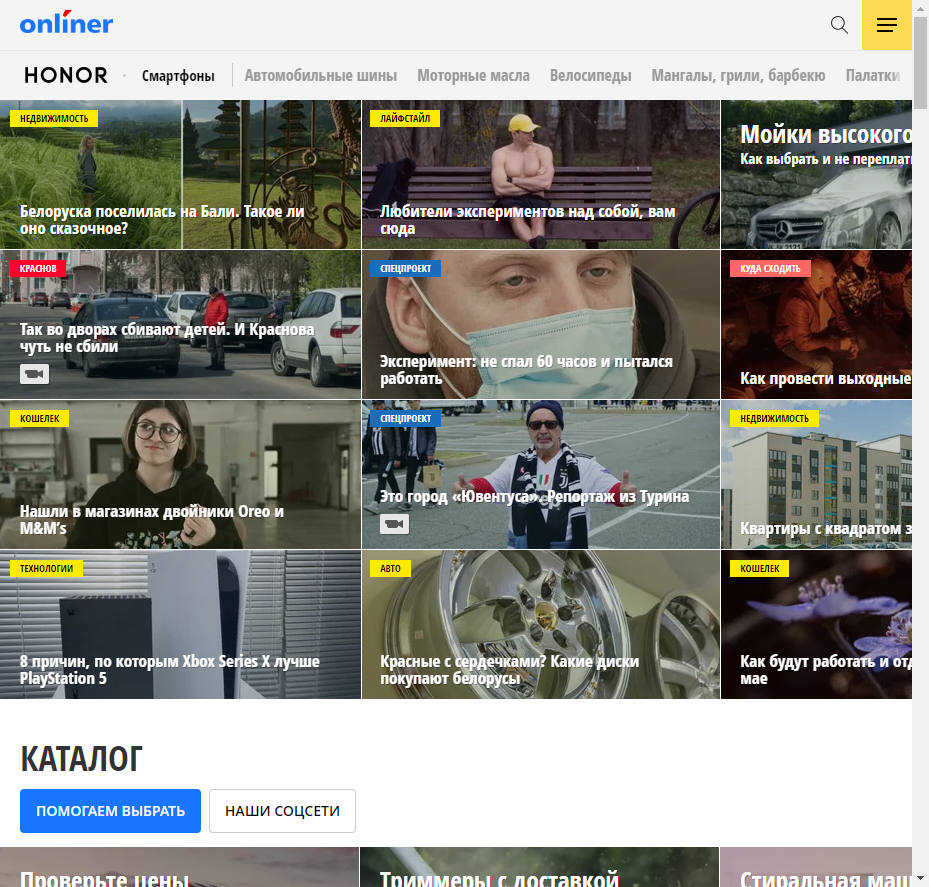 onliner
HONOR
Смартфоны
Автомобильные шины
Моторные масла
Велосипеды
Мангалы, грили, барбекю
Палатки
НЕДВИЖИМОСТЬ
Белоруска поселилась на Бали. Такое ли
оно сказочное?
ЛАЙФСТАЙЛ
Любители экспериментов над собой, вам
сюда
Мойки высокого
Как выбрать и не
КРАСНОВ
Так во дворах сбивают детей. И Краснова
чуть не сбили
СПЕЦПРОЕКТ
Эксперимент: не спал 60 часов и пытался
работать
КУДА СХОДИТЬ
Как провести выходные
КОШЕЛЕК
Нашли в магазинах двойники Oreo и
M&M’s
СПЕЦПРОЕКТ
Это город «Ювентуса». Репортаж из Турина
НЕДВИЖИМОСТЬ
Квартиры с квадратом
ТЕХНОЛОГИИ
8 причин, по которым Xbox Series X лучше
PlayStation 5
АВТО
Красные с сердечками? Какие диски
покупают белорусы
КОШЕЛЕК
Как будут работать и
мае
КАТАЛОГ
ПОМОГАЕМ ВЫБРАТЬ
НАШИ СОЦСЕТИ
Проверьте цены
Триммеры с доставкой
Стиральная